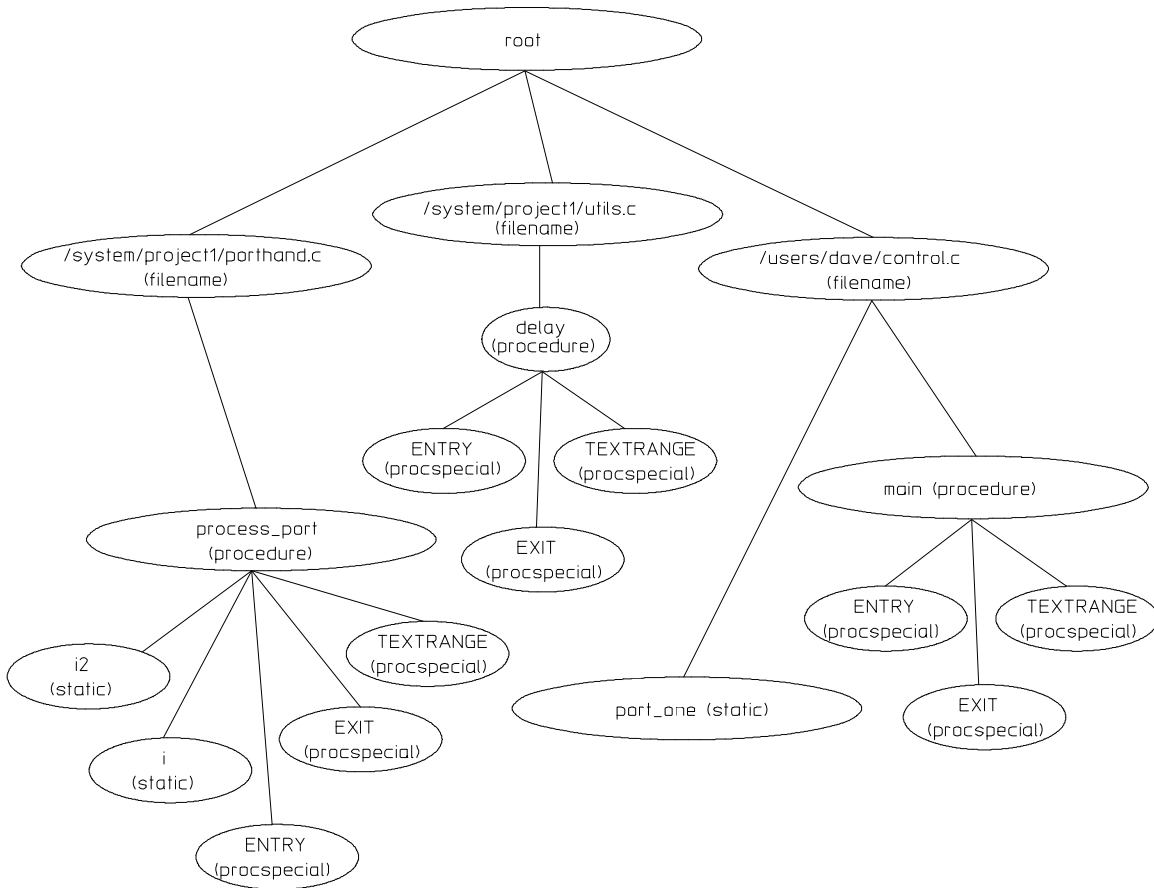 root
/system/project1/utils.c
(filename)
/system/project1/porthand.c
(filename)
/users/dave/control.c
(filename)
delay
(procedure)
ENTRY
(procspecial)
TEXTRANGE
(procspecial)
main (procedure)
process_port
(procedure)
EXIT
(procspecial)
ENTRY
(procspecial)
TEXTRANGE
(procspecial)
TEXTRANGE
(procspecial)
i2
(static)
port_one (static)
EXIT
(procspecial)
EXIT
(procspecial)
i
(static)
ENTRY
(procspecial)